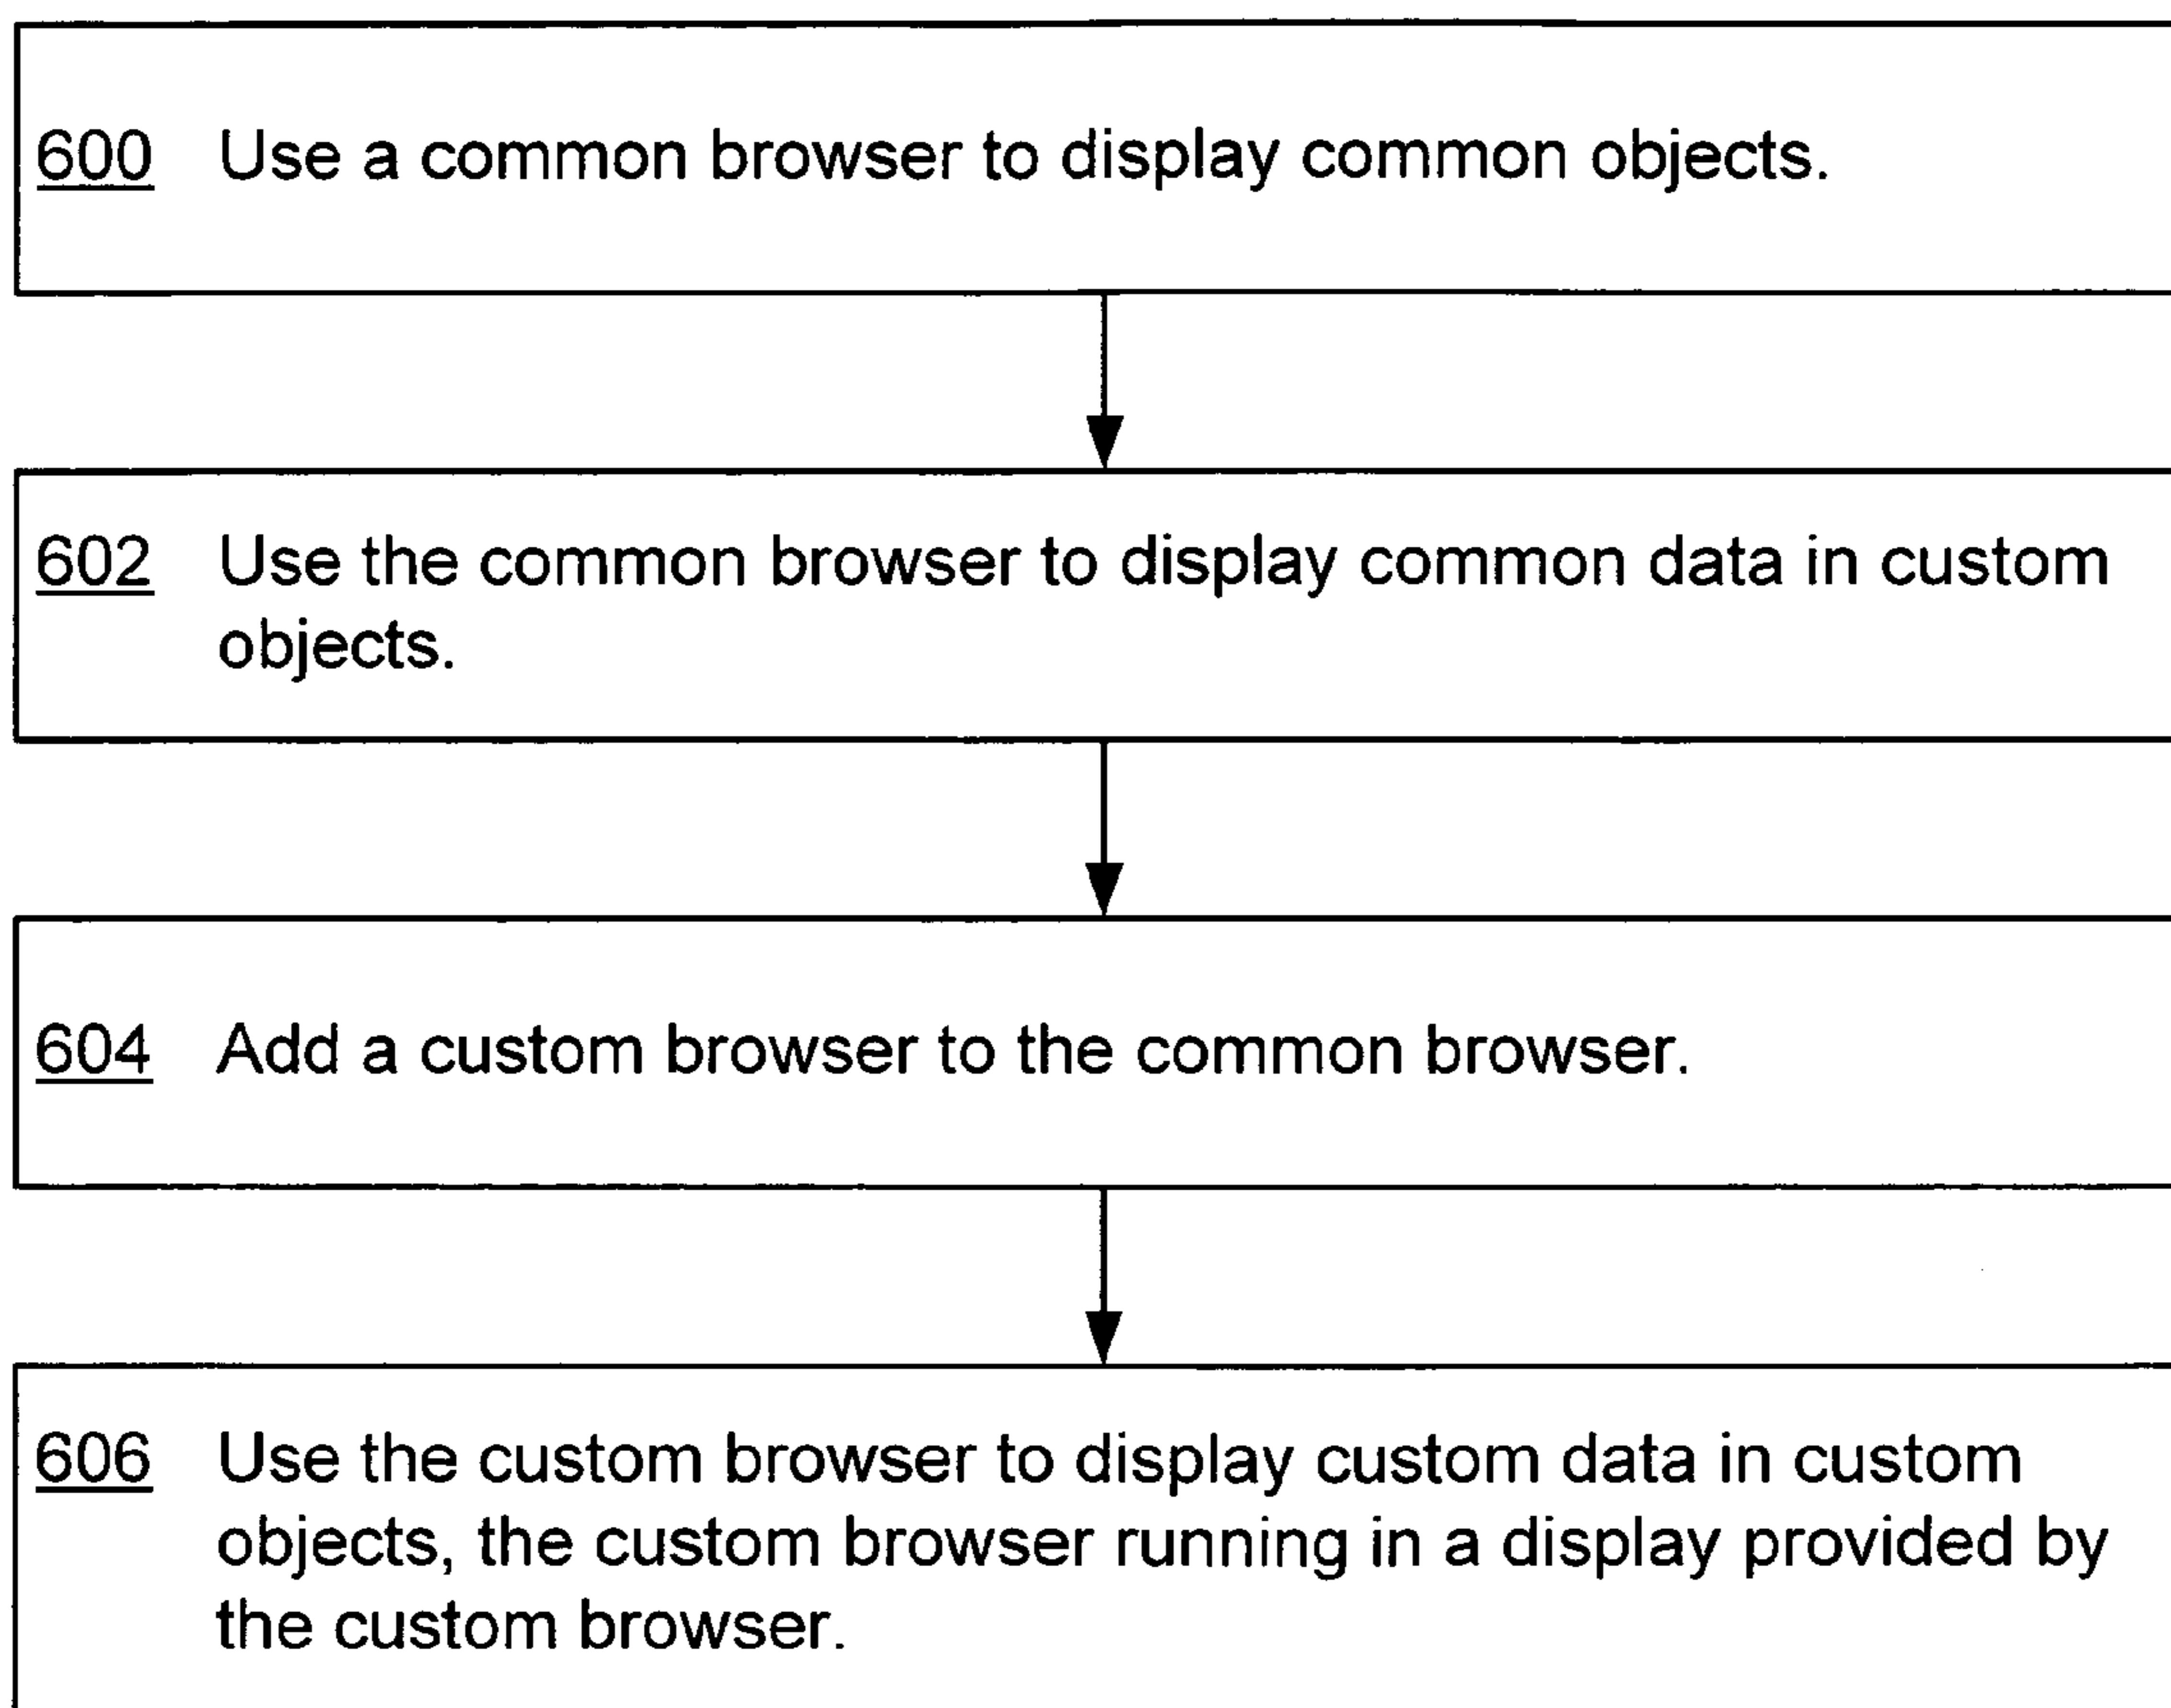 600 Use a common browser to display common objects.
602 Use the common browser to display common data in custom
objects.
604 Add a custom browser to the common browser.
606 Use the custom browser to display custom data in custom
objects, the custom browser running in a display provided by
the custom browser.